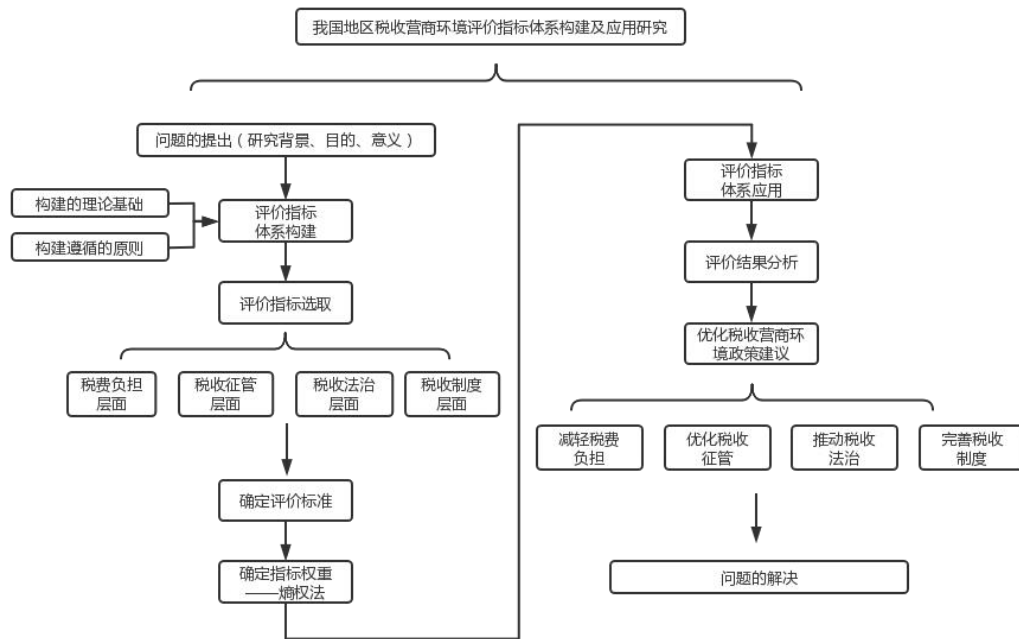 我国地区税收营商环境评价指标体系构建及应用研究
问题的提出（研究背景、目的、意义）
构建的理论基础
构建遵循的原则
评价指标
体系构建
评价指标选取
税费负担
层面
税收征管
层面
税收法治
层面
税收制度
层面
确定评价标准
确定指标权重
——熵权法
评价指标
体系应用
评价结果分析
优化税收营商环
境政策建议
减轻税费
负担
优化税收
征管
推动税收
法治
完善税收
制度
问题的解决